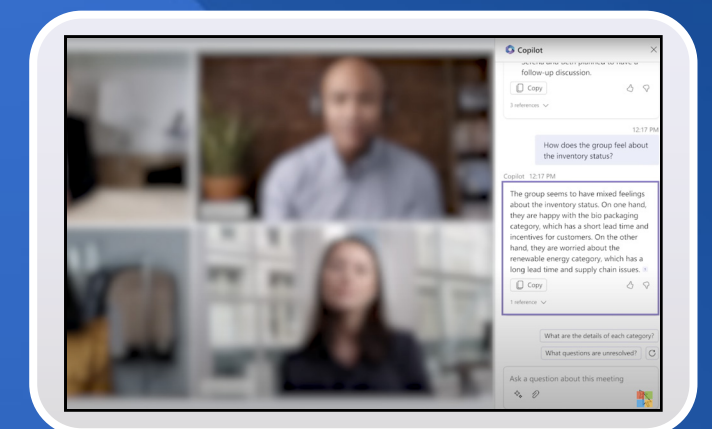 Copilot
follow-up discussion.
Copy
3 references
12:17 PM
How does the group feel about
the inventory status?
Copilot 12:17 PM
The group seems to have mixed feelings
about the inventory status. On one hand,
they are happy with the bio packaging
category, which has a short lead time and
incentives for customers. On the other
hand, they are worried about the
renewable energy category, which has a
long lead time and supply chain issues.
Copy
1 reference
What are the details of each category?
What questions are unresolved?
Ask a question about this meeting